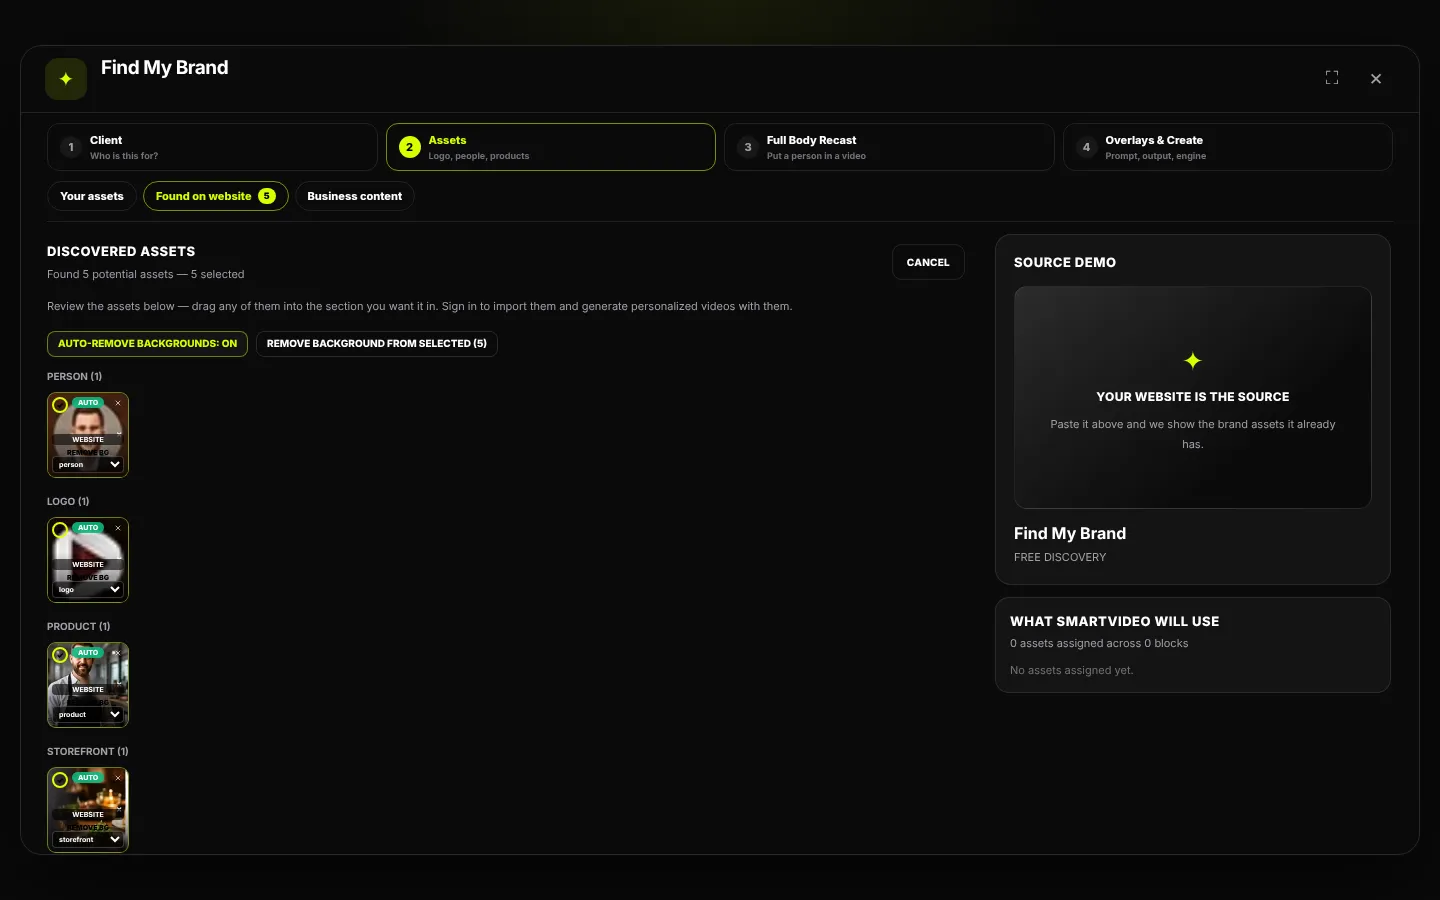 Find My Brand
1
Client
Who is this for?
2
Assets
Logo, people, products
3
Full Body Recast
Put a person in a video
4
Overlays & Create
Prompt, output, engine
Your assets
Found on website 5
Business content
DISCOVERED ASSETS
Found 5 potential assets — 5 selected
CANCEL
Review the assets below — drag any of them into the section you want it in. Sign in to import them and generate personalized videos with them.
AUTO-REMOVE BACKGROUNDS: ON
REMOVE BACKGROUND FROM SELECTED (5)
PERSON (1)
AUTO
WEBSITE
REMOVE BG
person
LOGO (1)
AUTO
WEBSITE
REMOVE BG
logo
PRODUCT (1)
AUTO
WEBSITE
product
STOREFRONT (1)
AUTO
WEBSITE
REMOVE BG
storefront
SOURCE DEMO
YOUR WEBSITE IS THE SOURCE
Paste it above and we show the brand assets it already
has.
Find My Brand
FREE DISCOVERY
WHAT SMARTVIDEO WILL USE
0 assets assigned across 0 blocks
No assets assigned yet.